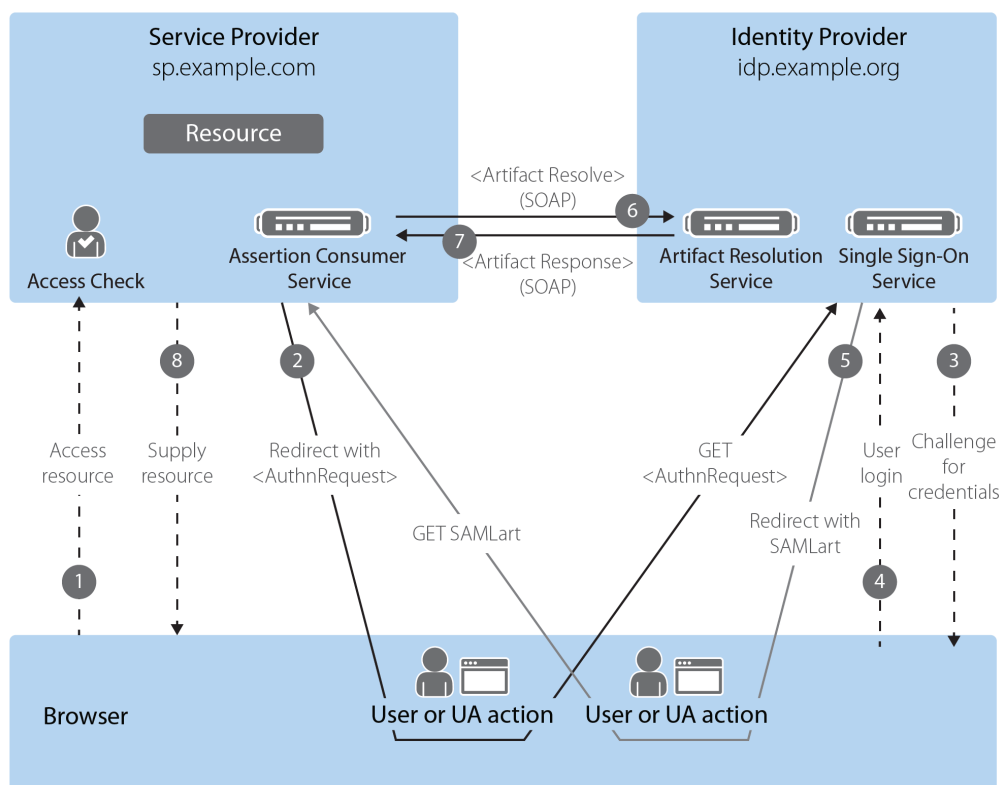 Service Provider
sp.example.com
Resource
Access Check
Assertion Consumer
Service
Identity Provider
idp.example.org
Artifact Resolution
Service
Single Sign-On
Service
<Artifact Resolve>
(SOAP)
6
7
<Artifact Response>
(SOAP)
8
2
5
3
Access
resource
Supply
resource
Redirect with
<AuthnRequest>
GET SAMLart
GET
<AuthnRequest>
Redirect with
SAMLart
User
login
Challenge
for
credentials
1
4
Browser
User or UA action
User or UA action